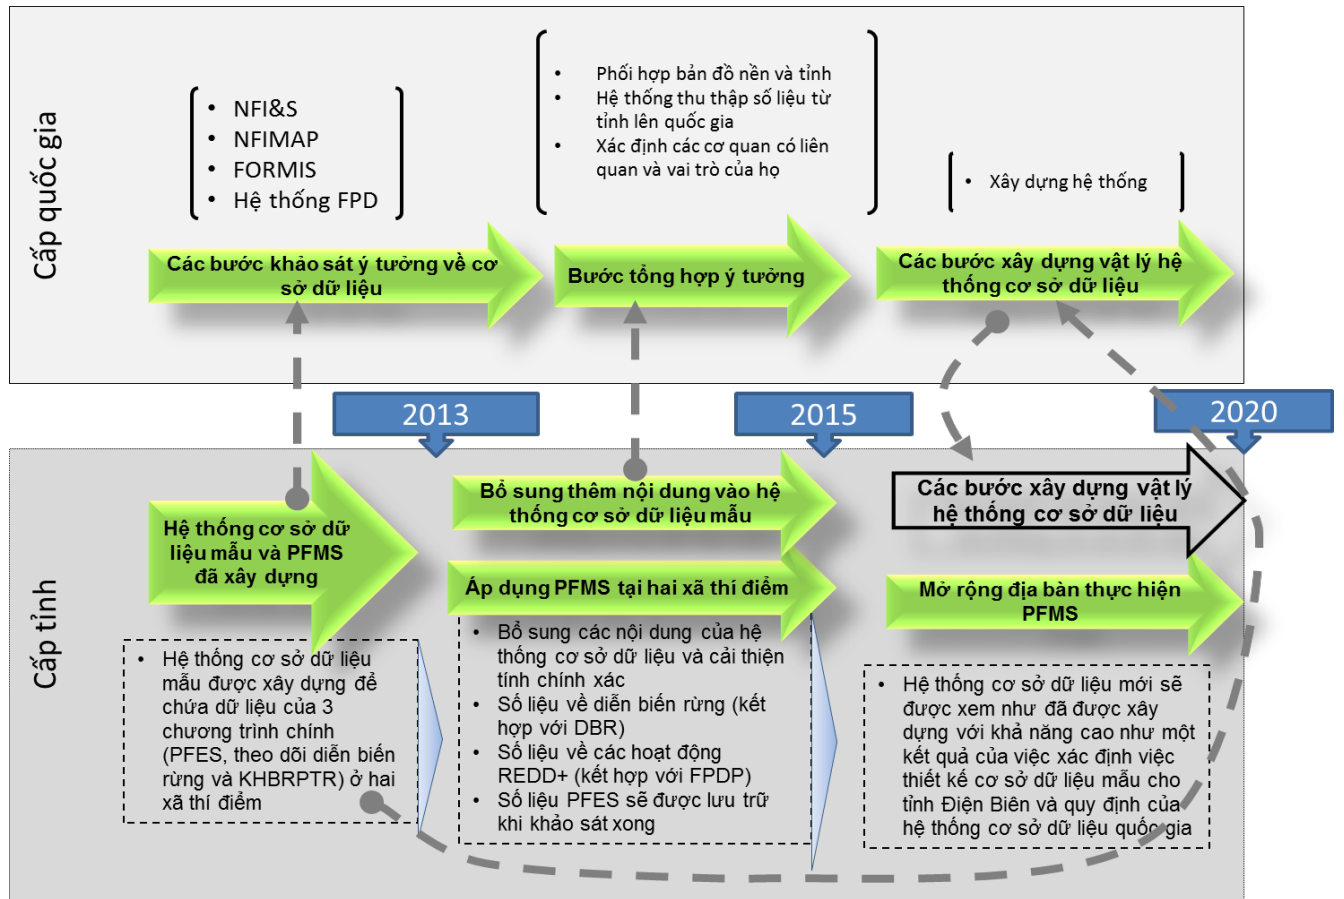 Cấp quốc gia
• NFI&S
• NFIMAP
• FORMIS
• Hệ thống FPD
• Phối hợp bản đồ nền và tỉnh
• Hệ thống thu thập số liệu từ
tỉnh lên quốc gia
• Xác định các cơ quan có liên
quan và vai trò của họ
• Xây dựng hệ thống
Các bước khảo sát ý tưởng về cơ
sở dữ liệu
Bước tổng hợp ý tưởng
Các bước xây dựng vật lý hệ
thống cơ sở dữ liệu
2013
2015
2020
Cấp tỉnh
Hệ thống cơ sở dữ
liệu mẫu và PFMS
đã xây dựng
Bổ sung thêm nội dung vào hệ
thống cơ sở dữ liệu mẫu
Các bước xây dựng vật lý
hệ thống cơ sở dữ liệu
Áp dụng PFMS tại hai xã thí điểm
Mở rộng địa bàn thực hiện
PFMS
• Hệ thống cơ sở dữ liệu
mẫu được xây dựng để
chứa dữ liệu của 3
chương trình chính
(PFES, theo dõi diễn biến
rừng và KHBRPTR) ở hai
xã thí điểm
• Bổ sung các nội dung của hệ
thống cơ sở dữ liệu và cải thiện
tính chính xác
• Số liệu về diễn biến rừng (kết
hợp với DBR)
• Số liệu về các hoạt động
REDD+ (kết hợp với FPDP)
• Số liệu PFES sẽ được lưu trữ
khi khảo sát xong
• Hệ thống cơ sở dữ liệu mới sẽ
được xem như đã được xây
dựng với khả năng cao như một
kết quả của việc xác định việc
thiết kế cơ sở dữ liệu mẫu cho
tỉnh Điện Biên và quy định của
hệ thống cơ sở dữ liệu quốc gia